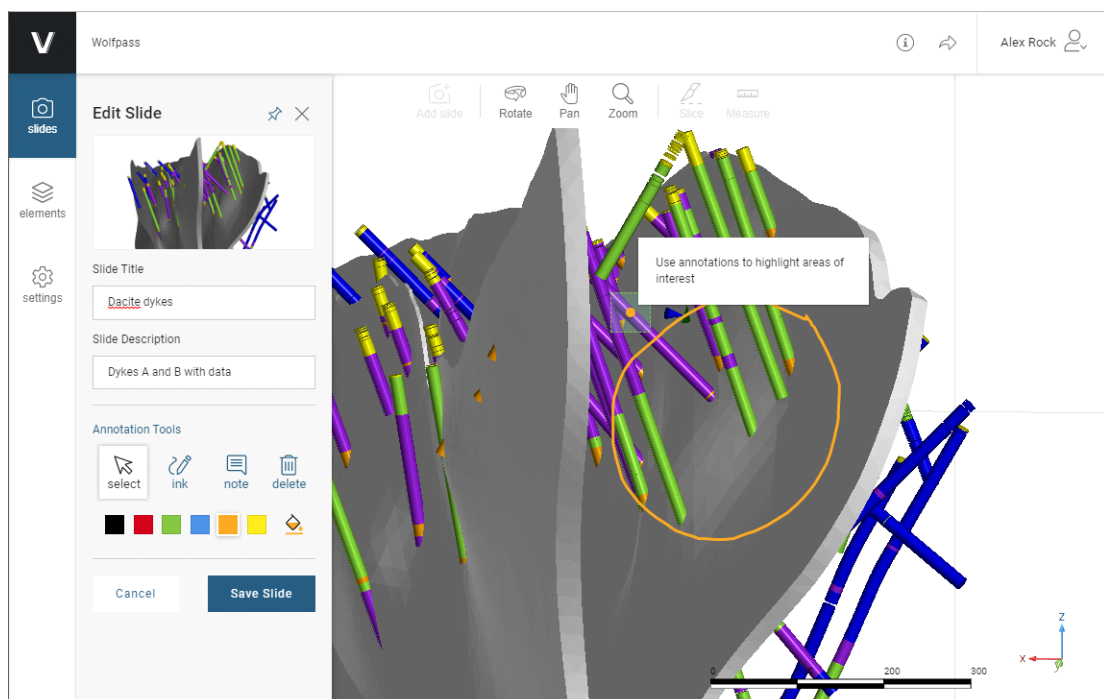 V
Wolfpass
i
Alex Rock
slides
elements
settings
Edit Slide
Slide Title
Dacite dykes
Slide Description
Dykes A and B with data
Annotation Tools
select
ink
note
delete
Cancel
Save Slide
Add slide
Rotate
Pan
Zoom
Slice
Measure
Use annotations to highlight areas of
interest
Z
X
y
0
200
300